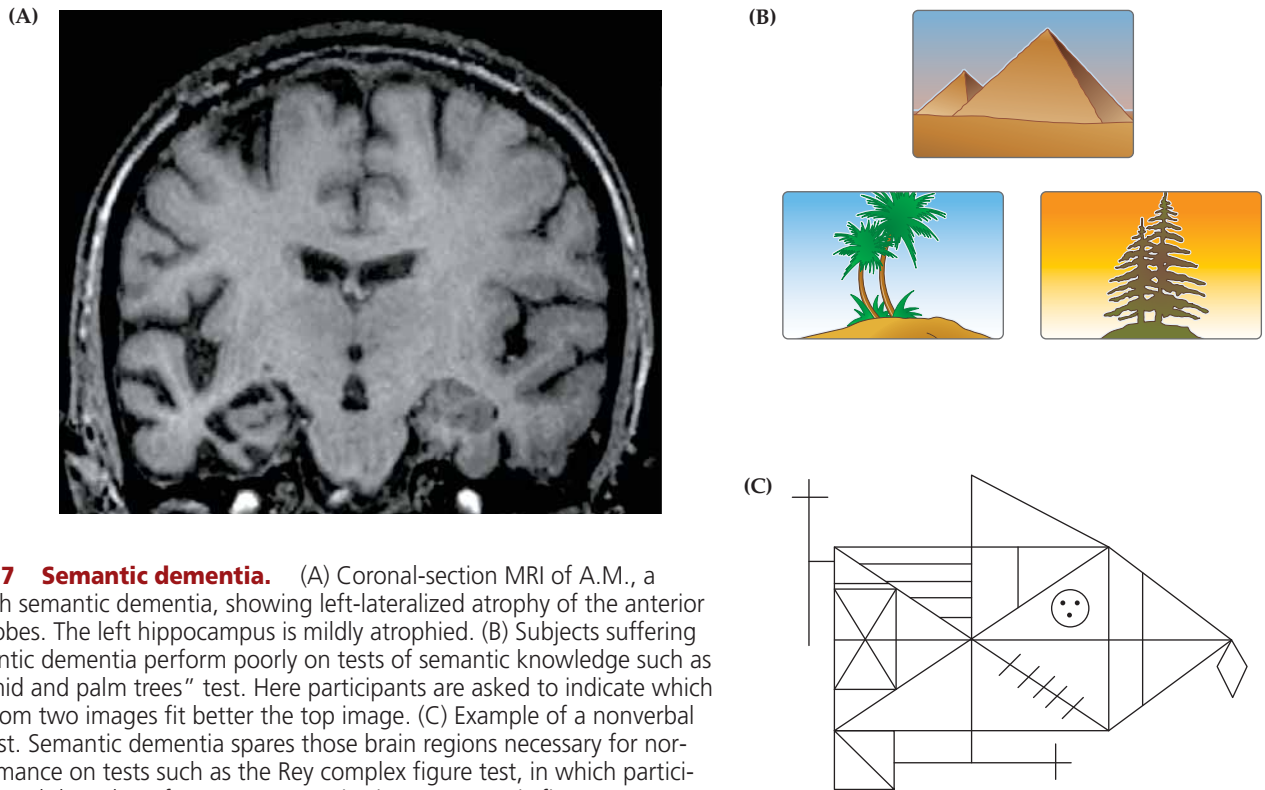 (A)
(B)
(C)
7 Semantic dementia. (A) Coronal-section MRI of A.M., a
h semantic dementia, showing left-lateralized atrophy of the anterior
obes. The left hippocampus is mildly atrophied. (B) Subjects suffering
ntic dementia perform poorly on tests of semantic knowledge such as
nid and palm trees” test. Here participants are asked to indicate which
om two images fit better the top image. (C) Example of a nonverbal
st. Semantic dementia spares those brain regions necessary for nor-
mance on tests such as the Rey complex figure test, in which partici-